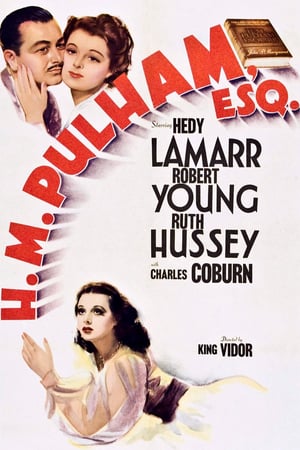 H. M. PULHAM, ESQ.
Starring HEDY
LAMARR
ROBERT
YOUNG
RUTH
HUSSEY
with
CHARLES COBURN
Directed by
KING VIDOR